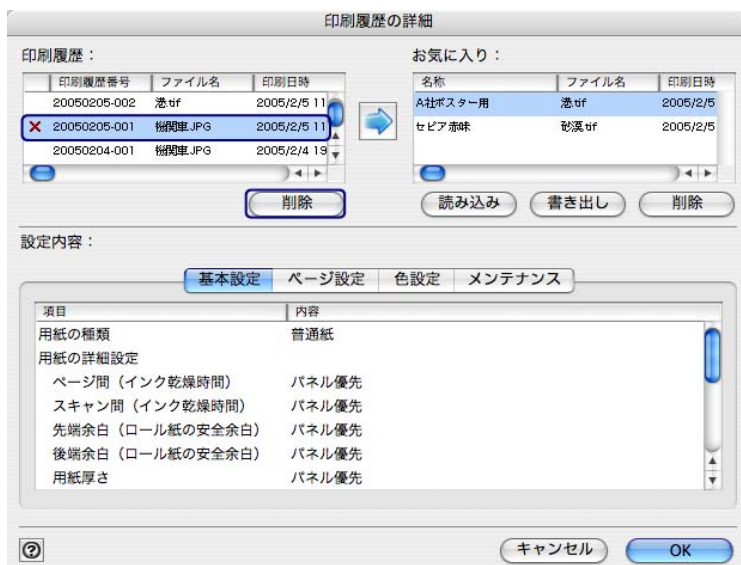 印刷履歴の詳細
印刷履歴：
印刷履歴番号 ファイル名 印刷日時
20050205-002 港.tif 2005/2/5 11
20050205-001 機関車.JPG 2005/2/5 11
20050204-001 機関車.JPG 2005/2/4 19
削除
お気に入り：
名称 ファイル名 印刷日時
A社ポスター用 港.tif 2005/2/5
セピア赤味 砂漠.tif 2005/2/5
読み込み 書き出し 削除
設定内容：
基本設定 ページ設定 色設定 メンテナンス
項目 内容
用紙の種類 普通紙
用紙の詳細設定
ページ間（インク乾燥時間） パネル優先
スキャン間（インク乾燥時間） パネル優先
先端余白（ロール紙の安全余白） パネル優先
後端余白（ロール紙の安全余白） パネル優先
用紙厚さ パネル優先
?
キャンセル OK